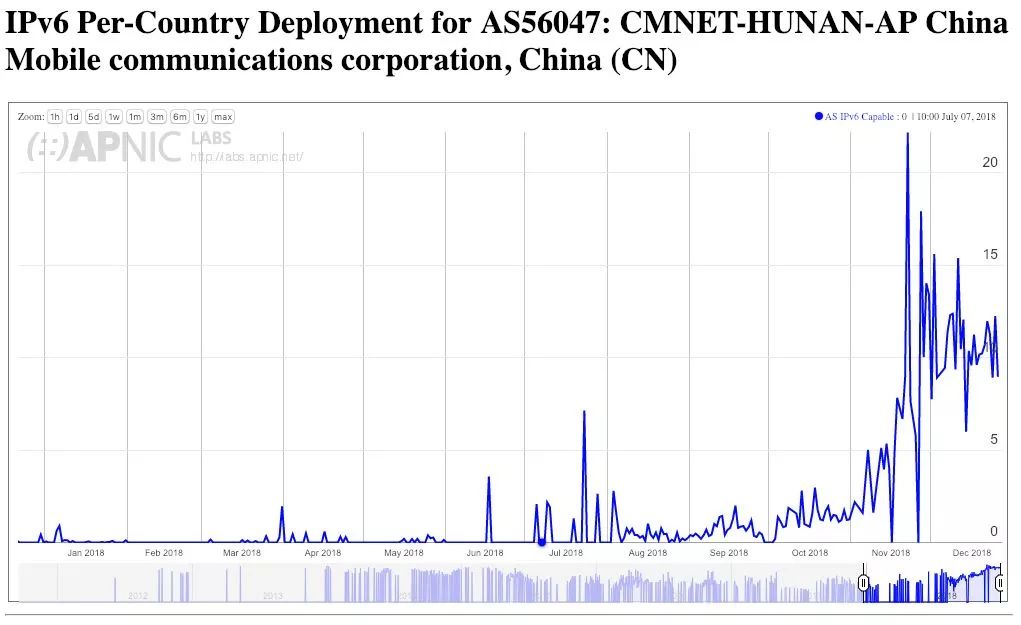 IPv6 Per-Country Deployment for AS56047: CMNET-HUNAN-AP China
Mobile communications corporation, China (CN)
Zoom: 1h 1d 5d 1w 1m 3m 6m 1y max
AS IPv6 Capable : 0 | 10:00 July 07, 2018
(::)APNIC LABS
http://labs.apnic.net/
20
15
10
5
0
Jan 2018 Feb 2018 Mar 2018 Apr 2018 May 2018 Jun 2018 Jul 2018 Aug 2018 Sep 2018 Oct 2018 Nov 2018 Dec 2018
2012 2013 2018